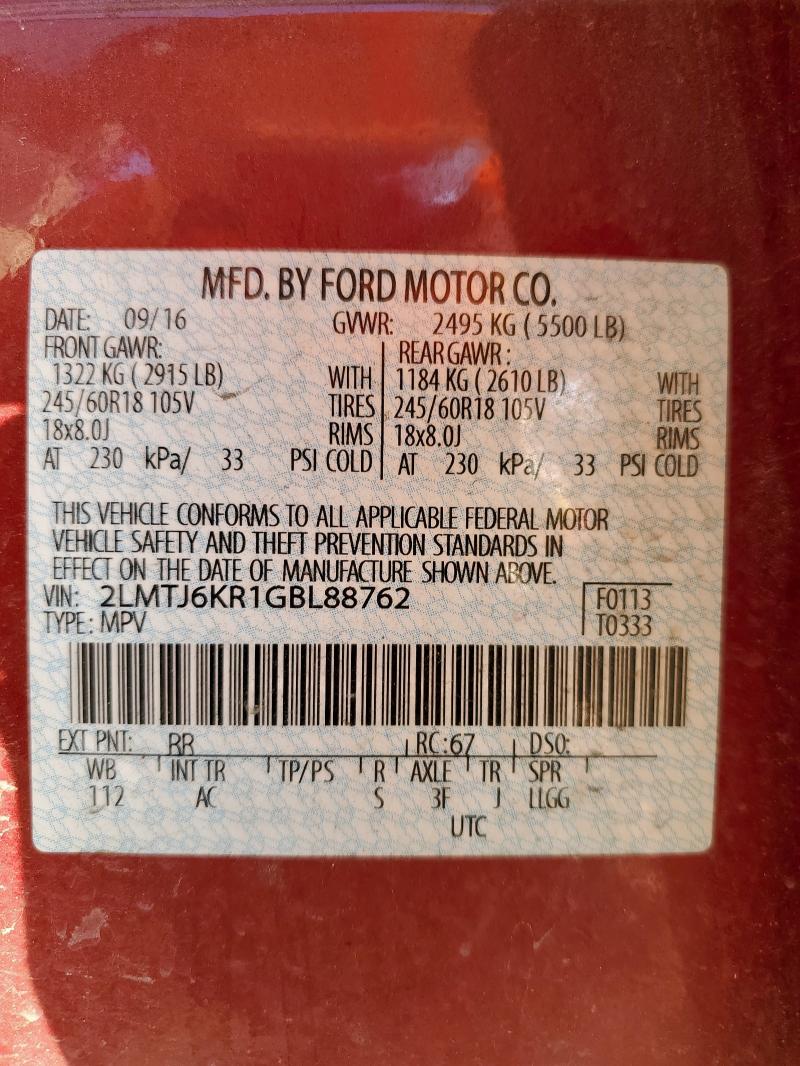 MFD. BY FORD MOTOR CO.
DATE: 09/16 GVWR: 2495 KG ( 5500 LB)
FRONT GAWR: REAR GAWR :
1322 KG ( 2915 LB) WITH 1184 KG ( 2610 LB) WITH
245/60R18 105V TIRES 245/60R18 105V TIRES
18x8.0J RIMS 18x8.0J RIMS
AT 230 kPa/ 33 PSI COLD AT 230 kPa/ 33 PSI COLD
THIS VEHICLE CONFORMS TO ALL APPLICABLE FEDERAL MOTOR
VEHICLE SAFETY AND THEFT PREVENTION STANDARDS IN
EFFECT ON THE DATE OF MANUFACTURE SHOWN ABOVE.
VIN: 2LMTJ6KR1GBL88762 F0113
TYPE: MPV T0333
EXT PNT: RR RC:67 DSO:
WB INT TR TP/PS R AXLE TR SPR
112 AC S 3F J LLGG
UTC